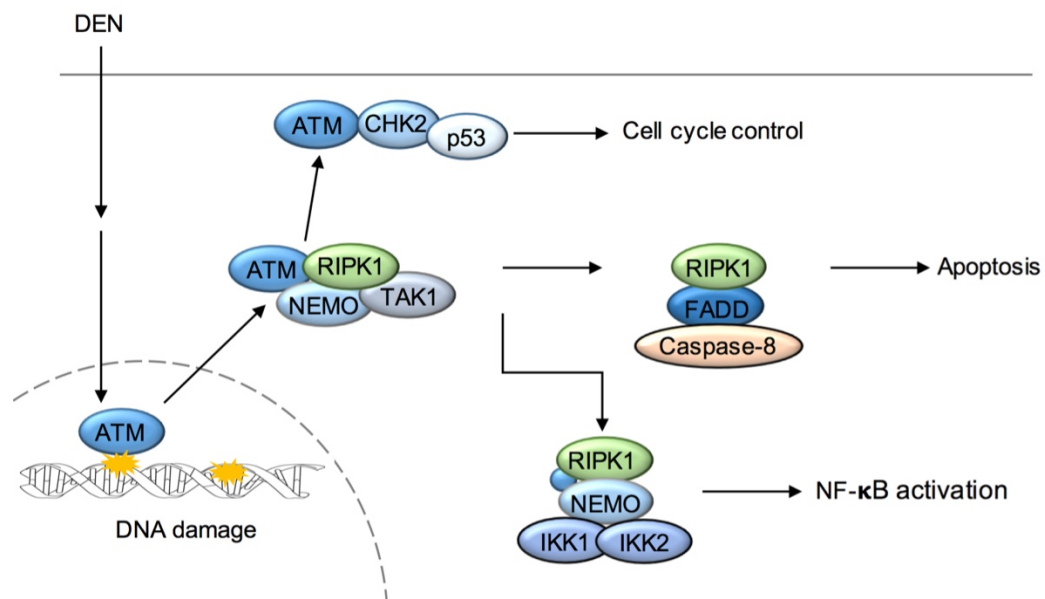 DEN
ATM
CHK2
p53
Cell cycle control
ATM
RIPK1
NEMO
TAK1
RIPK1
FADD
Caspase-8
Apoptosis
ATM
DNA damage
RIPK1
NEMO
IKK1
IKK2
NF-κB activation